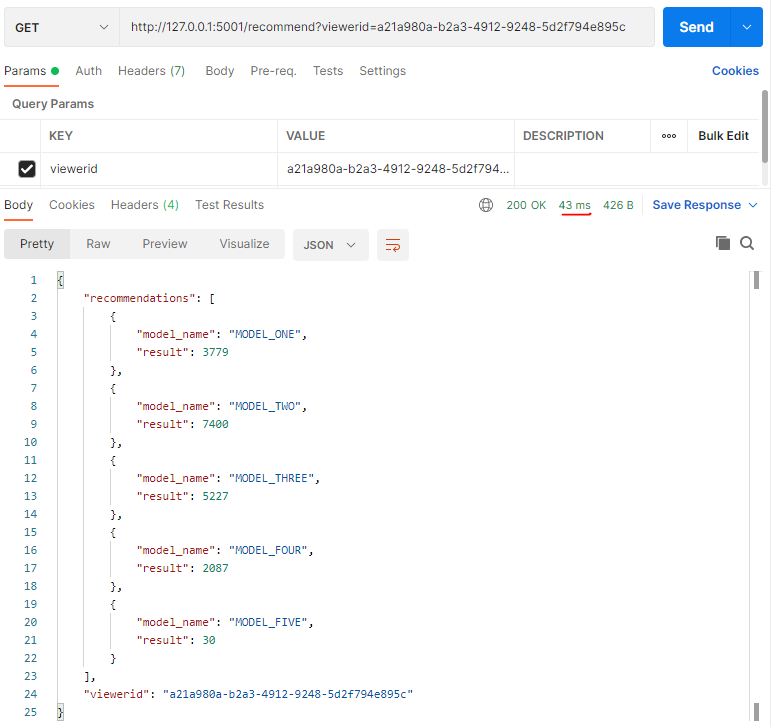 GET http://127.0.0.1:5001/recommend?viewerid=a21a980a-b2a3-4912-9248-5d2f794e895c Send
Params Auth Headers (7) Body Pre-req. Tests Settings Cookies
Query Params
KEY VALUE DESCRIPTION ooo Bulk Edit
viewerid a21a980a-b2a3-4912-9248-5d2f794...
Body Cookies Headers (4) Test Results 200 OK 43 ms 426 B Save Response
Pretty Raw Preview Visualize JSON
1 {
2 "recommendations": [
3 {
4 "model_name": "MODEL_ONE",
5 "result": 3779
6 },
7 {
8 "model_name": "MODEL_TWO",
9 "result": 7400
10 },
11 {
12 "model_name": "MODEL_THREE",
13 "result": 5227
14 },
15 {
16 "model_name": "MODEL_FOUR",
17 "result": 2087
18 },
19 {
20 "model_name": "MODEL_FIVE",
21 "result": 30
22 }
23 ],
24 "viewerid": "a21a980a-b2a3-4912-9248-5d2f794e895c"
25 }